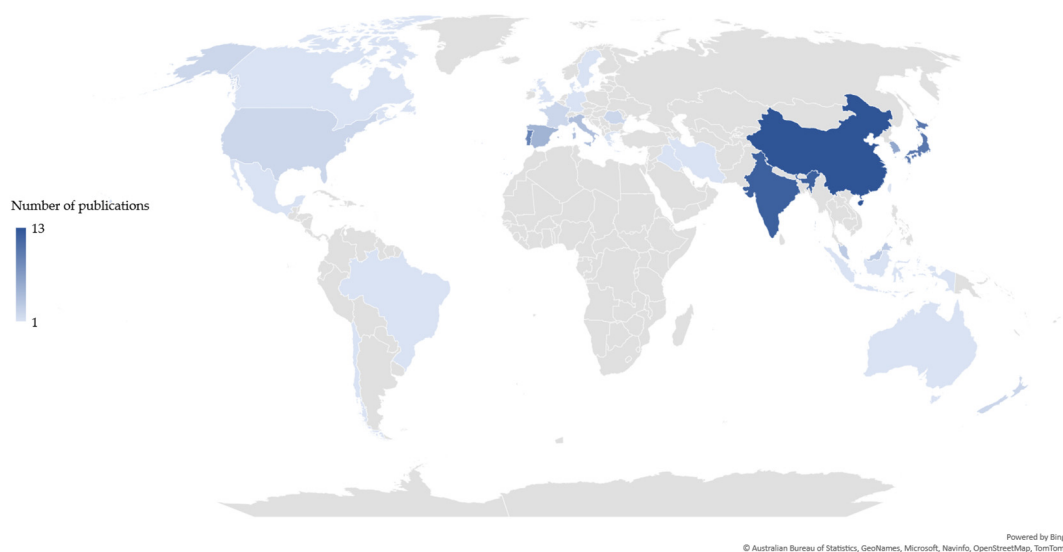 Number of publications
13
1
Powered by Bing
© Australian Bureau of Statistics, GeoNames, Microsoft, Navinfo, OpenStreetMap, TomTom